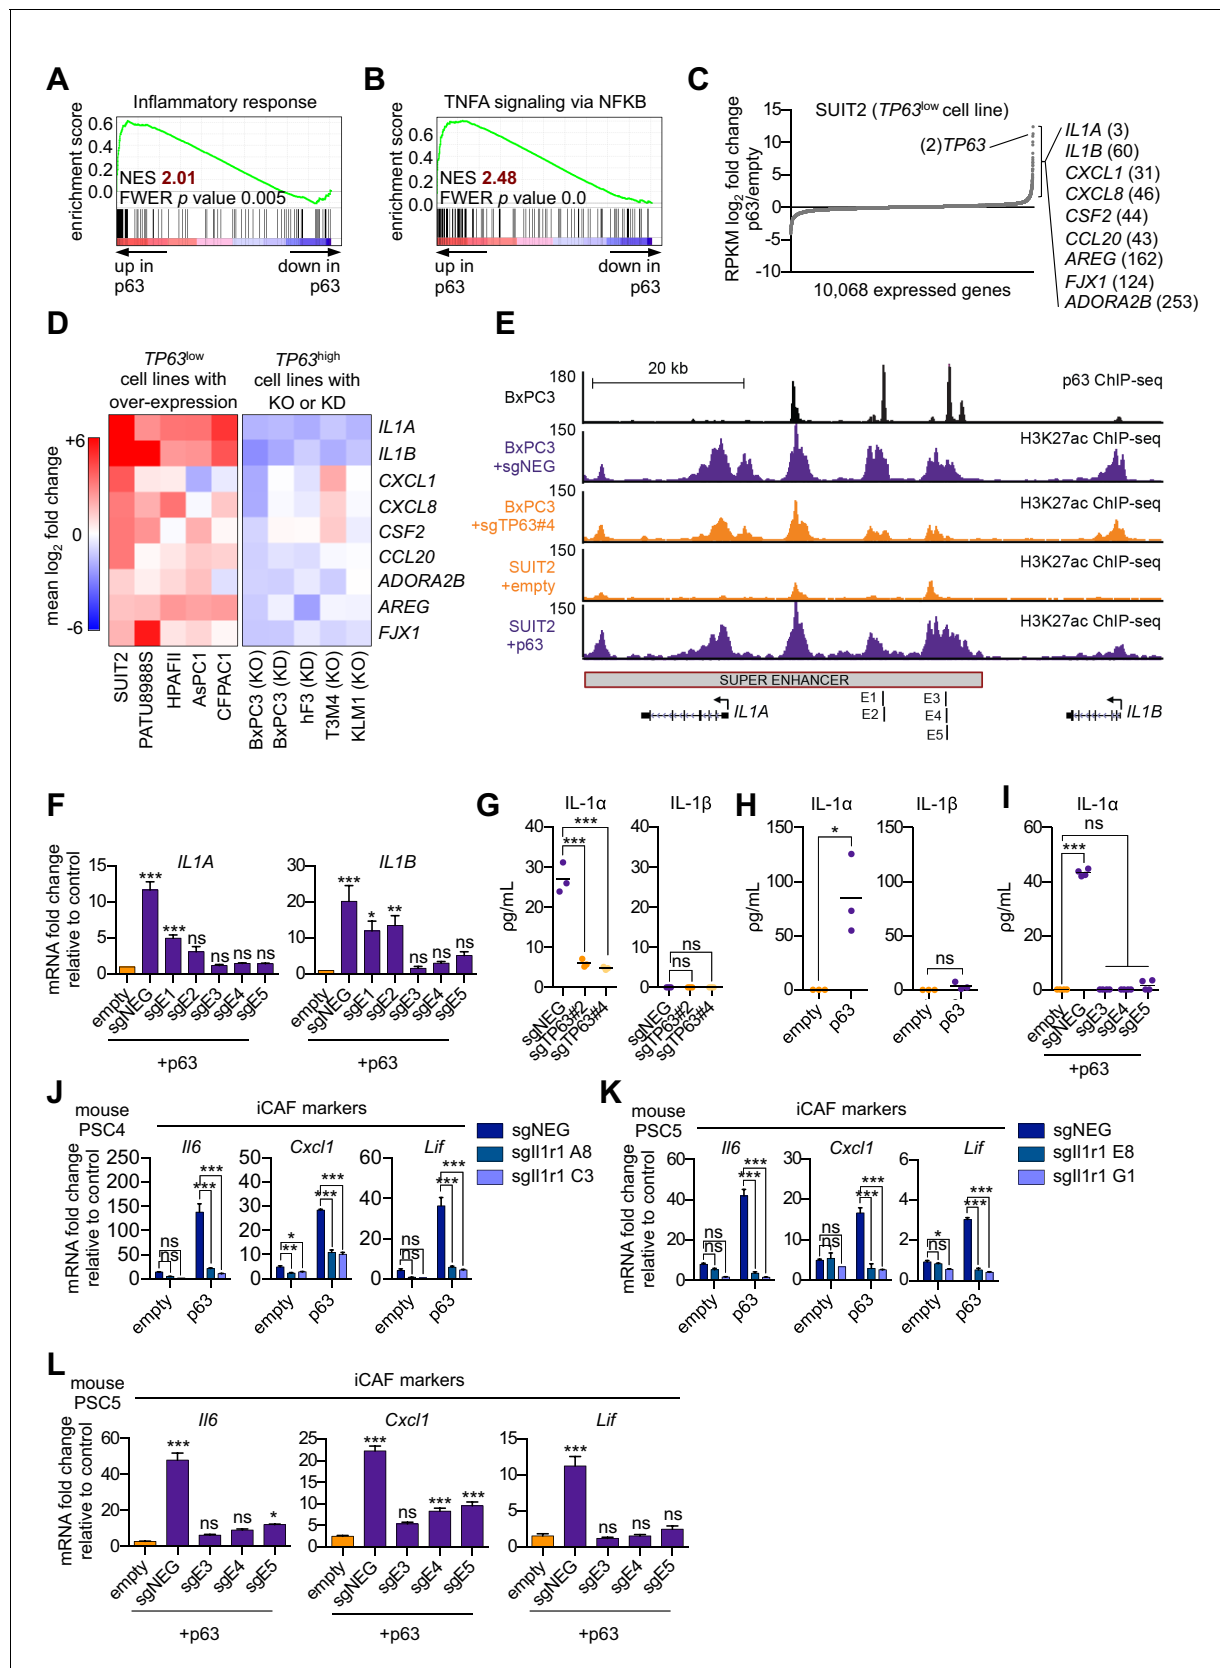 A
Inflammatory response
enrichment score
0.6
0.4
0.2
0.0
NES 2.01
FWER p value 0.005
up in p63
down in p63
B
TNFA signaling via NFKB
enrichment score
0.6
0.4
0.2
0.0
NES 2.48
FWER p value 0.0
up in p63
down in p63
C
SUIT2 (TP63low cell line)
RPKM log2 fold change
p63/empty
15
10
5
0
-5
-10
(2)TP63
10,068 expressed genes
IL1A (3)
IL1B (60)
CXCL1 (31)
CXCL8 (46)
CSF2 (44)
CCL20 (43)
AREG (162)
FJX1 (124)
ADORA2B (253)
D
TP63low
cell lines with
over-expression
TP63high
cell lines with
KO or KD
mean log2 fold change
+6
0
-6
IL1A
IL1B
CXCL1
CXCL8
CSF2
CCL20
ADORA2B
AREG
FJX1
SUIT2
PATU8988S
HPAFII
AsPC1
CFPAC1
BxPC3 (KO)
BxPC3 (KD)
hF3 (KD)
T3M4 (KO)
KLM1 (KO)
E
20 kb
180
BxPC3
p63 ChIP-seq
150
BxPC3
+sgNEG
H3K27ac ChIP-seq
150
BxPC3
+sgTP63#4
H3K27ac ChIP-seq
150
SUIT2
+empty
H3K27ac ChIP-seq
150
SUIT2
+p63
H3K27ac ChIP-seq
SUPER ENHANCER
IL1A
E1
E2
E3
E4
E5
IL1B
F
mRNA fold change
relative to control
IL1A
15
10
5
0
***
***
ns
ns
ns
ns
empty
sgNEG
sgE1
sgE2
sgE3
sgE4
sgE5
+p63
IL1B
30
20
10
0
***
*
**
ns
ns
ns
empty
sgNEG
sgE1
sgE2
sgE3
sgE4
sgE5
+p63
G
IL-1α
ρg/mL
40
30
20
10
0
***
***
sgNEG
sgTP63#2
sgTP63#4
IL-1β
40
30
20
10
0
ns
ns
sgNEG
sgTP63#2
sgTP63#4
H
IL-1α
ρg/mL
150
100
50
0
*
empty
p63
IL-1β
150
100
50
0
ns
empty
p63
I
IL-1α
ρg/mL
60
40
20
0
ns
***
empty
sgNEG
sgE3
sgE4
sgE5
+p63
J
mouse
PSC4
iCAF markers
mRNA fold change
relative to control
Il6
250
200
150
100
50
0
ns
ns
***
***
empty
p63
Cxcl1
50
40
30
20
10
0
*
**
***
***
empty
p63
Lif
60
40
20
0
ns
ns
***
***
empty
p63
sgNEG
sgIl1r1 A8
sgIl1r1 C3
K
mouse
PSC5
iCAF markers
mRNA fold change
relative to control
Il6
60
40
20
0
ns
ns
***
***
empty
p63
Cxcl1
30
20
10
0
ns
ns
***
***
empty
p63
Lif
6
4
2
0
*
ns
***
***
empty
p63
sgNEG
sgIl1r1 E8
sgIl1r1 G1
L
mouse
PSC5
iCAF markers
mRNA fold change
relative to control
Il6
60
40
20
0
***
ns
ns
*
empty
sgNEG
sgE3
sgE4
sgE5
+p63
Cxcl1
25
20
15
10
5
0
***
ns
***
***
empty
sgNEG
sgE3
sgE4
sgE5
+p63
Lif
15
10
5
0
***
ns
ns
ns
empty
sgNEG
sgE3
sgE4
sgE5
+p63